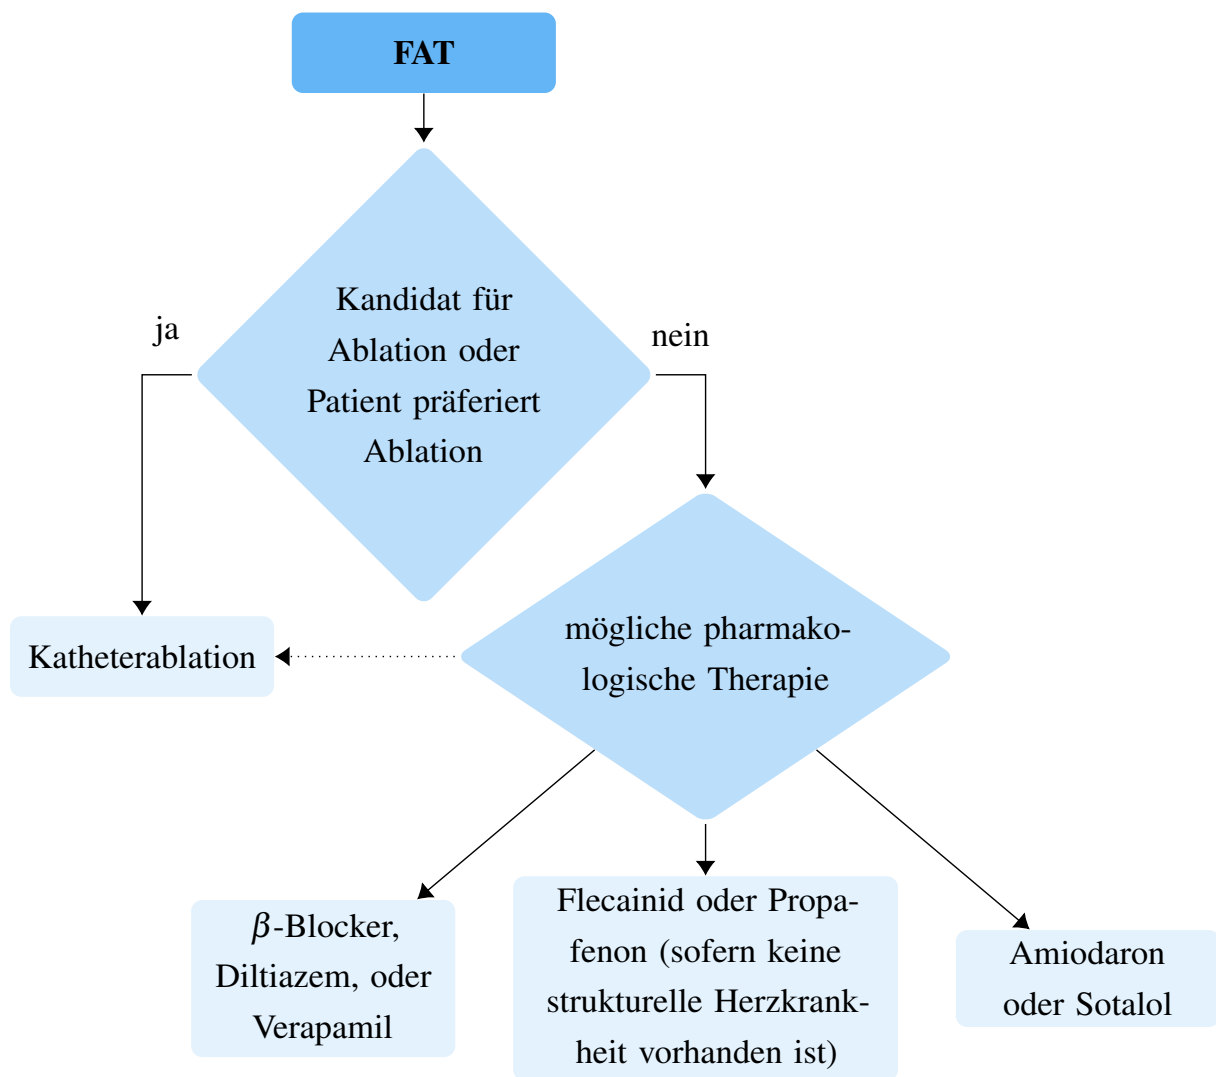 FAT
Kandidat für
Ablation oder
Patient präferiert
Ablation
ja
nein
Katheterablation
mögliche pharmako-
logische Therapie
β-Blocker,
Diltiazem, oder
Verapamil
Flecainid oder Propa-
fenon (sofern keine
strukturelle Herzkrank-
heit vorhanden ist)
Amiodaron
oder Sotalol